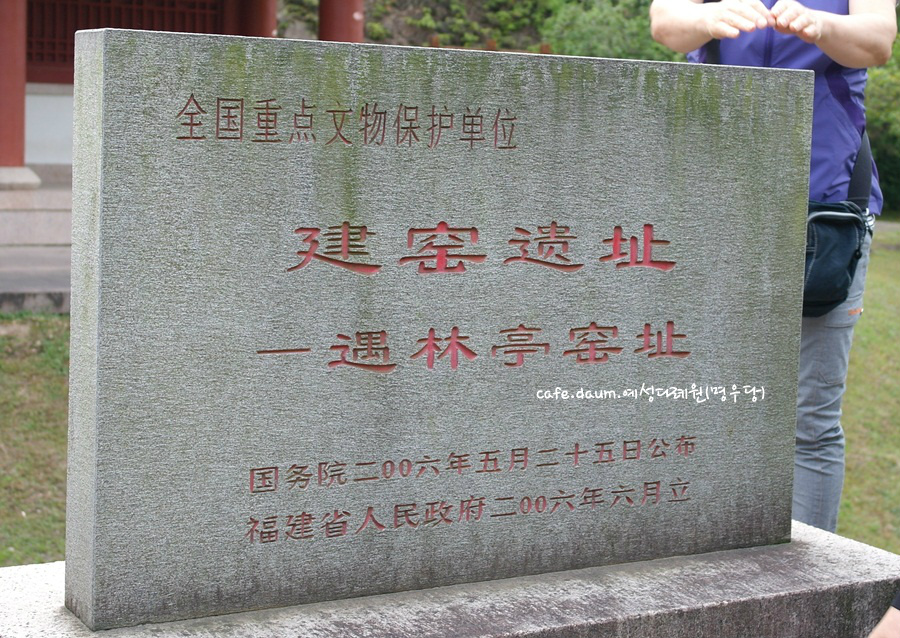 全国重点文物保护单位
建窑遗址
—遇林亭窑址
cafe.daum.예성다례원(명우당)
国务院二00六年五月二十五日公布
福建省人民政府二00六年六月立